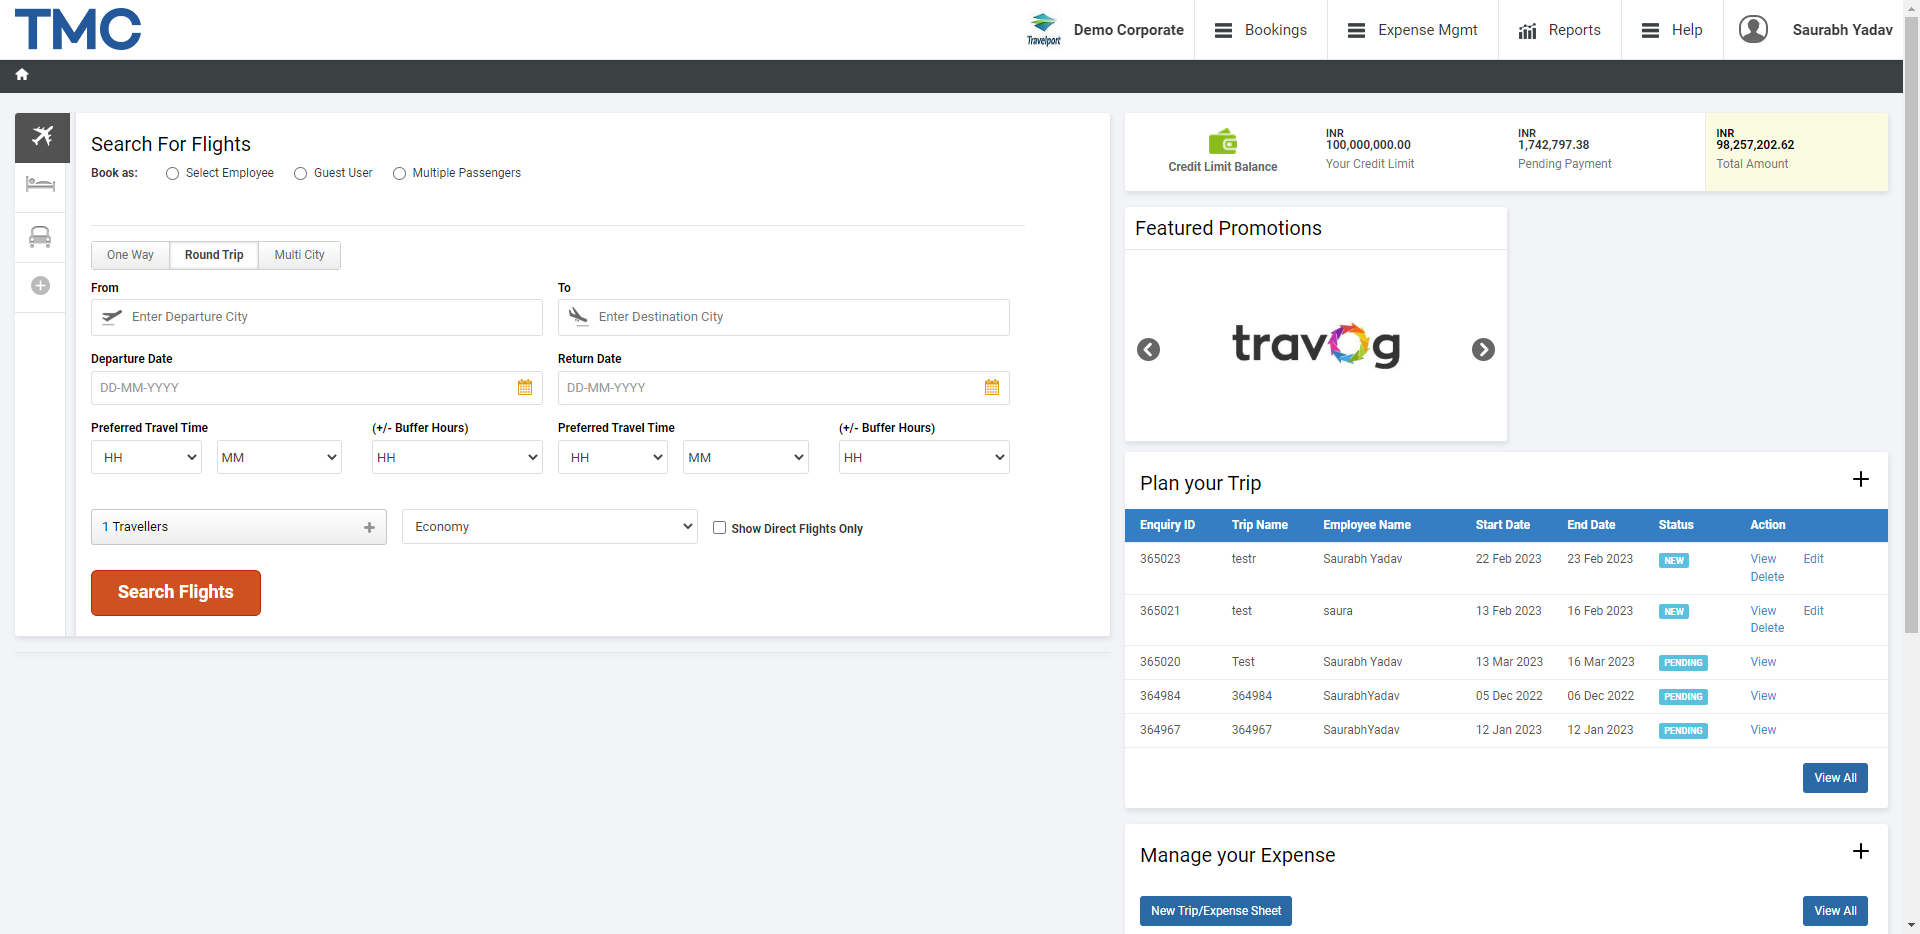 TMC
Travelport
Demo Corporate
Bookings
Expense Mgmt
Reports
Help
Saurabh Yadav
Search For Flights
Book as:
Select Employee
Guest User
Multiple Passengers
One Way
Round Trip
Multi City
From
To
Enter Departure City
Enter Destination City
Departure Date
Return Date
DD-MM-YYYY
DD-MM-YYYY
Preferred Travel Time
(+/- Buffer Hours)
Preferred Travel Time
(+/- Buffer Hours)
HH
MM
HH
HH
MM
HH
1 Travellers
Economy
Show Direct Flights Only
Search Flights
Credit Limit Balance
INR
100,000,000.00
Your Credit Limit
INR
1,742,797.38
Pending Payment
INR
98,257,202.62
Total Amount
Featured Promotions
travog
Plan your Trip
Enquiry ID Trip Name Employee Name Start Date End Date Status Action
365023 testr Saurabh Yadav 22 Feb 2023 23 Feb 2023 NEW View Edit
Delete
365021 test saura 13 Feb 2023 16 Feb 2023 NEW View Edit
Delete
365020 Test Saurabh Yadav 13 Mar 2023 16 Mar 2023 PENDING View
364984 364984 SaurabhYadav 05 Dec 2022 06 Dec 2022 PENDING View
364967 364967 SaurabhYadav 12 Jan 2023 12 Jan 2023 PENDING View
View All
Manage your Expense
New Trip/Expense Sheet
View All